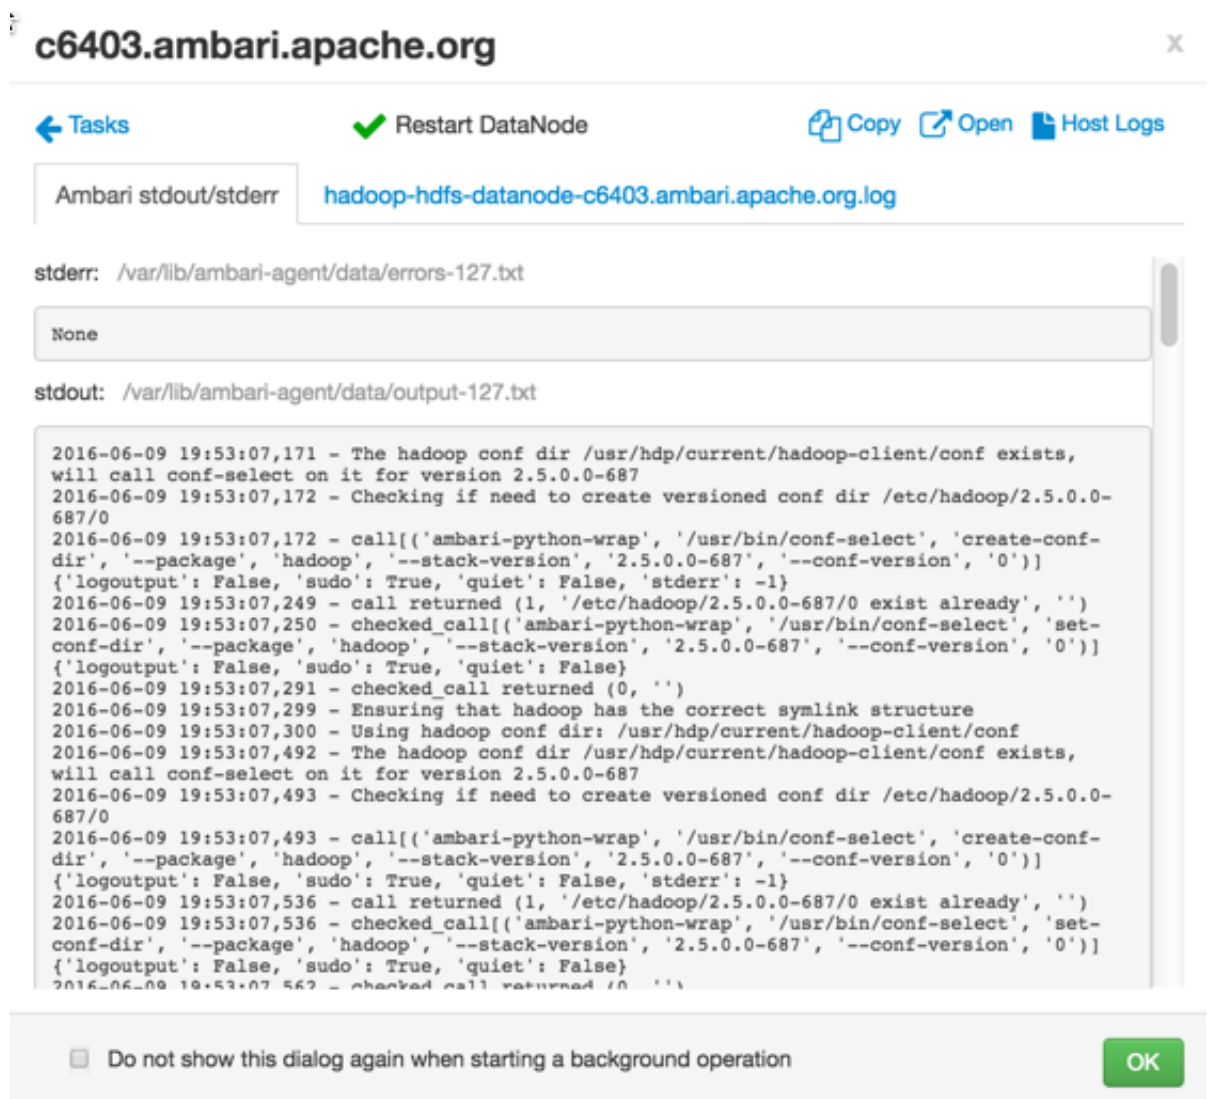 c6403.ambari.apache.org
x
Tasks
Restart DataNode
Copy
Open
Host Logs
Ambari stdout/stderr
hadoop-hdfs-datanode-c6403.ambari.apache.org.log
stderr: /var/lib/ambari-agent/data/errors-127.txt
None
stdout: /var/lib/ambari-agent/data/output-127.txt
2016-06-09 19:53:07,171 - The hadoop conf dir /usr/hdp/current/hadoop-client/conf exists,
will call conf-select on it for version 2.5.0.0-687
2016-06-09 19:53:07,172 - Checking if need to create versioned conf dir /etc/hadoop/2.5.0.0-
687/0
2016-06-09 19:53:07,172 - call[('ambari-python-wrap', '/usr/bin/conf-select', 'create-conf-
dir', '--package', 'hadoop', '--stack-version', '2.5.0.0-687', '--conf-version', '0')]
{'logoutput': False, 'sudo': True, 'quiet': False, 'stderr': -1}
2016-06-09 19:53:07,249 - call returned (1, '/etc/hadoop/2.5.0.0-687/0 exist already', '')
2016-06-09 19:53:07,250 - checked_call[('ambari-python-wrap', '/usr/bin/conf-select', 'set-
conf-dir', '--package', 'hadoop', '--stack-version', '2.5.0.0-687', '--conf-version', '0')]
{'logoutput': False, 'sudo': True, 'quiet': False}
2016-06-09 19:53:07,291 - checked_call returned (0, '')
2016-06-09 19:53:07,299 - Ensuring that hadoop has the correct symlink structure
2016-06-09 19:53:07,300 - Using hadoop conf dir: /usr/hdp/current/hadoop-client/conf
2016-06-09 19:53:07,492 - The hadoop conf dir /usr/hdp/current/hadoop-client/conf exists,
will call conf-select on it for version 2.5.0.0-687
2016-06-09 19:53:07,493 - Checking if need to create versioned conf dir /etc/hadoop/2.5.0.0-
687/0
2016-06-09 19:53:07,493 - call[('ambari-python-wrap', '/usr/bin/conf-select', 'create-conf-
dir', '--package', 'hadoop', '--stack-version', '2.5.0.0-687', '--conf-version', '0')]
{'logoutput': False, 'sudo': True, 'quiet': False, 'stderr': -1}
2016-06-09 19:53:07,536 - call returned (1, '/etc/hadoop/2.5.0.0-687/0 exist already', '')
2016-06-09 19:53:07,536 - checked_call[('ambari-python-wrap', '/usr/bin/conf-select', 'set-
conf-dir', '--package', 'hadoop', '--stack-version', '2.5.0.0-687', '--conf-version', '0')]
{'logoutput': False, 'sudo': True, 'quiet': False}
2016-06-09 19:53:07,562 - checked_call returned (0, '')
Do not show this dialog again when starting a background operation
OK